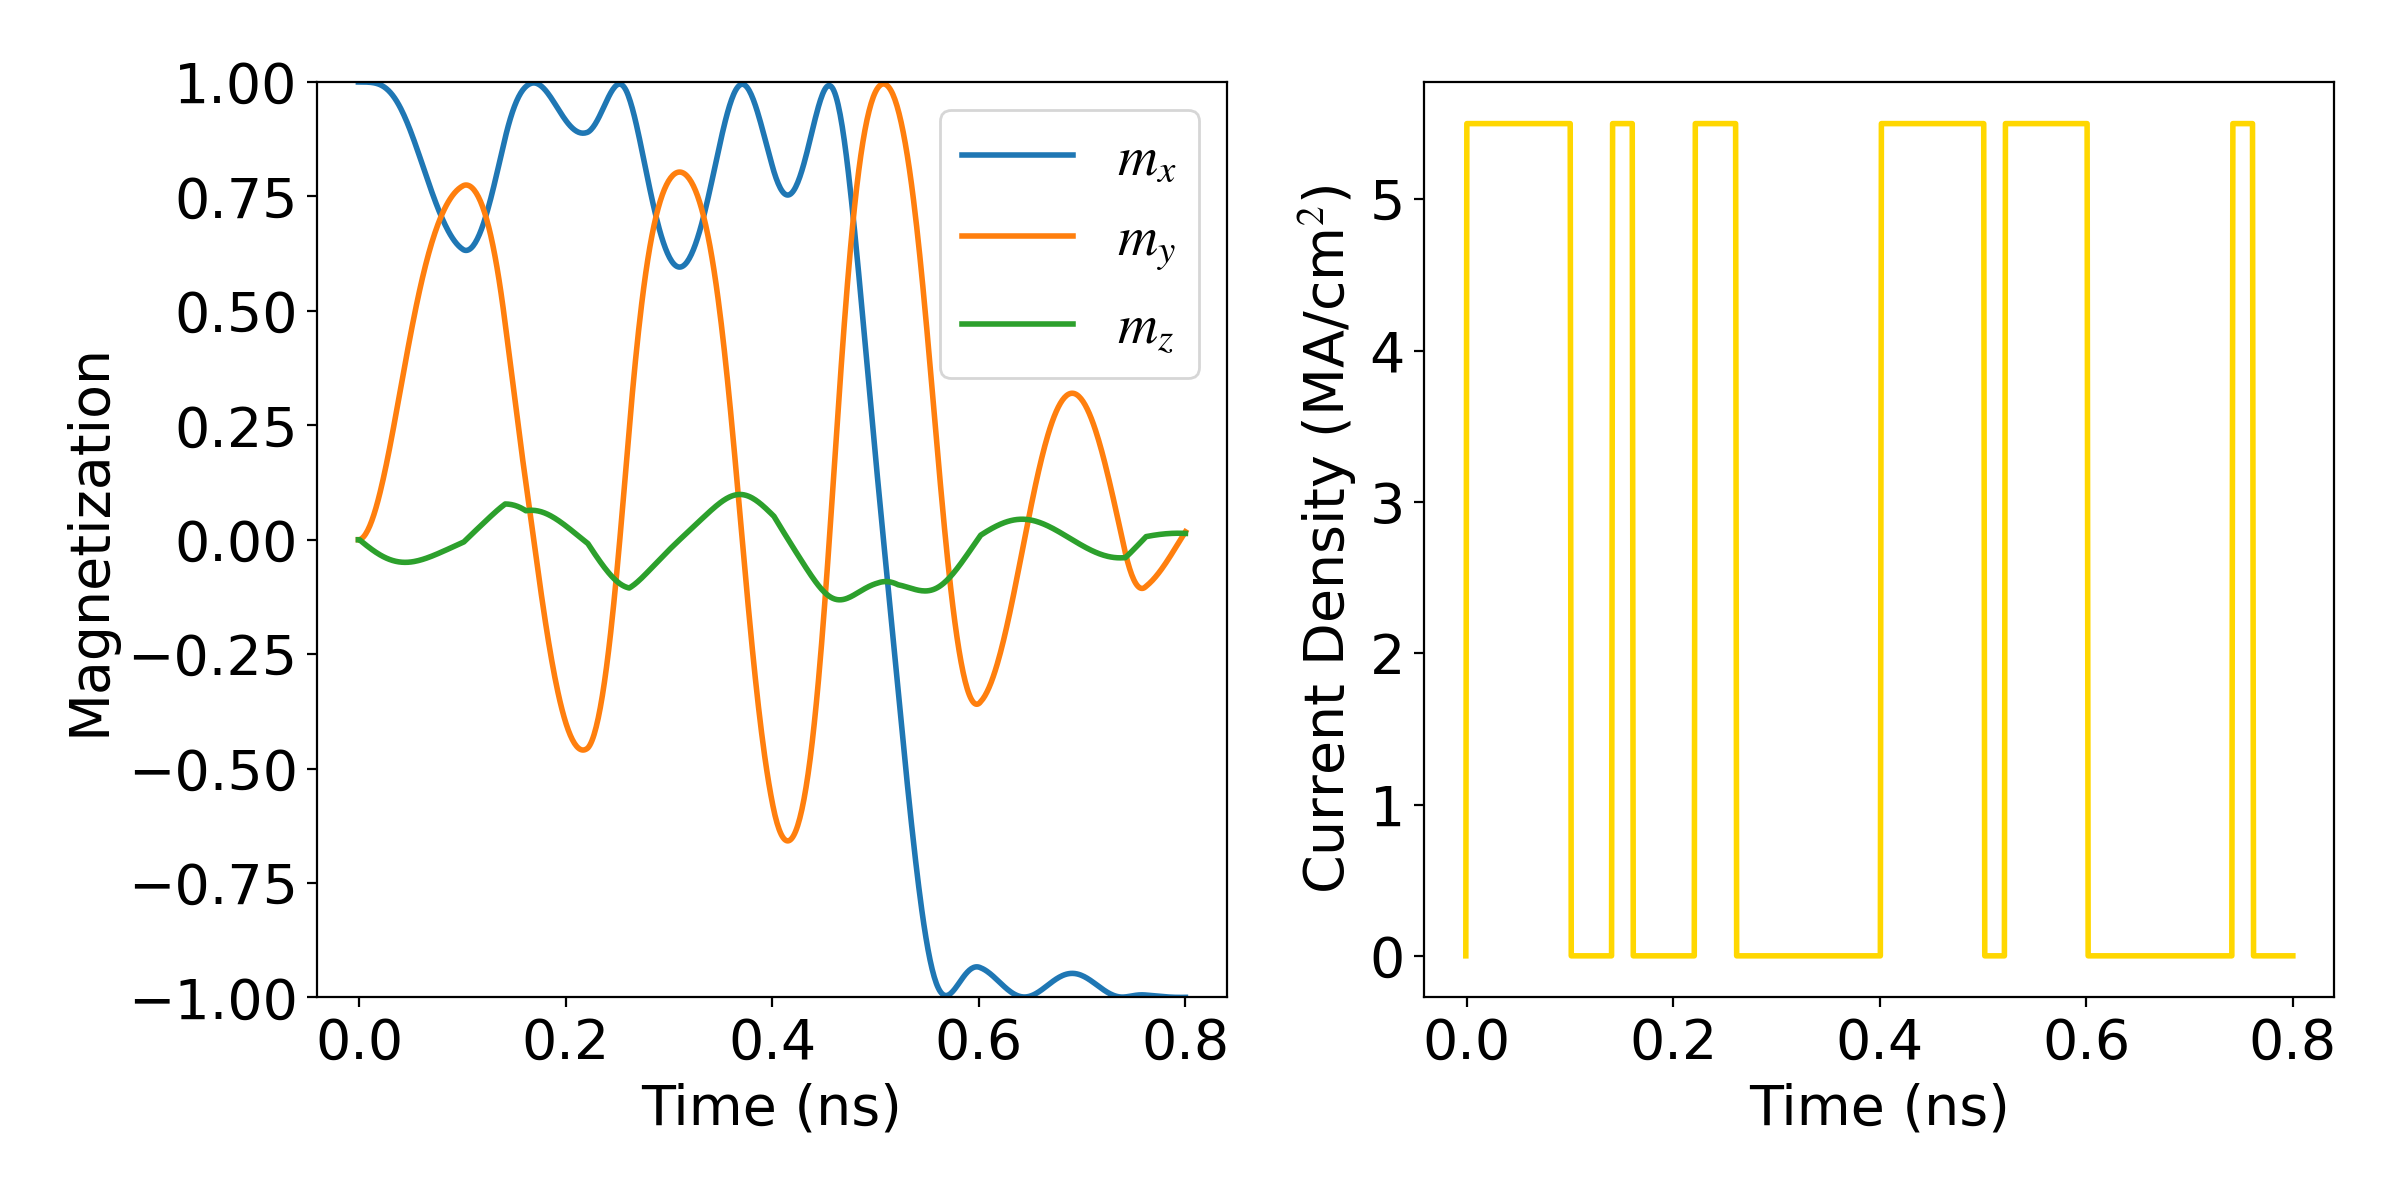 Magnetization
1.00
0.75
0.50
0.25
0.00
−0.25
−0.50
−0.75
−1.00
0.0 0.2 0.4 0.6 0.8
Time (ns)
mₓ
m_y
m_z
Current Density (MA/cm²)
5
4
3
2
1
0
0.0 0.2 0.4 0.6 0.8
Time (ns)